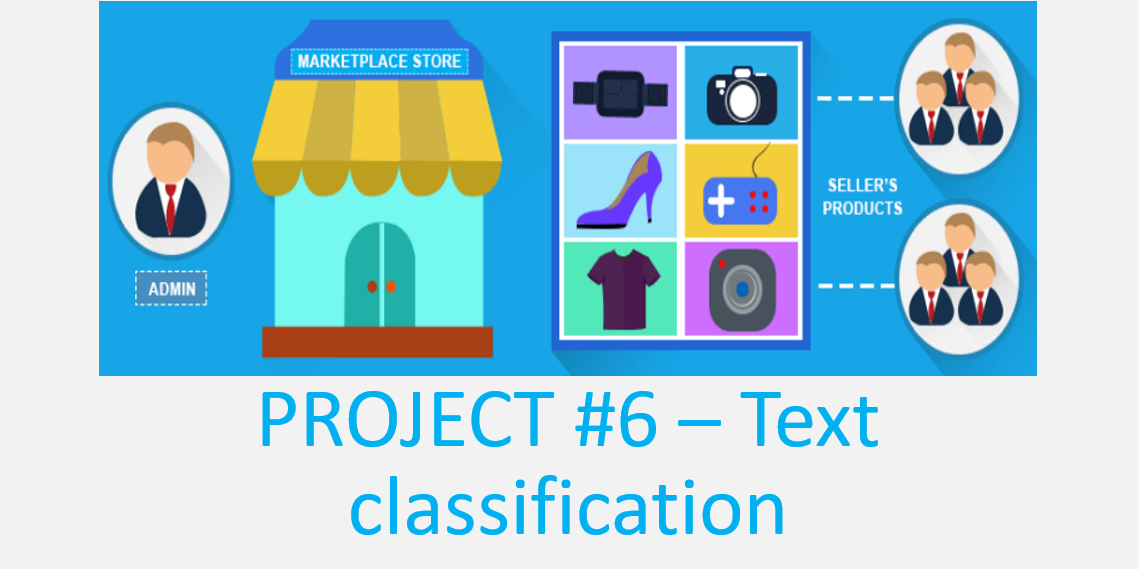 MARKETPLACE STORE
ADMIN
SELLER'S
PRODUCTS
PROJECT #6 – Text
classification